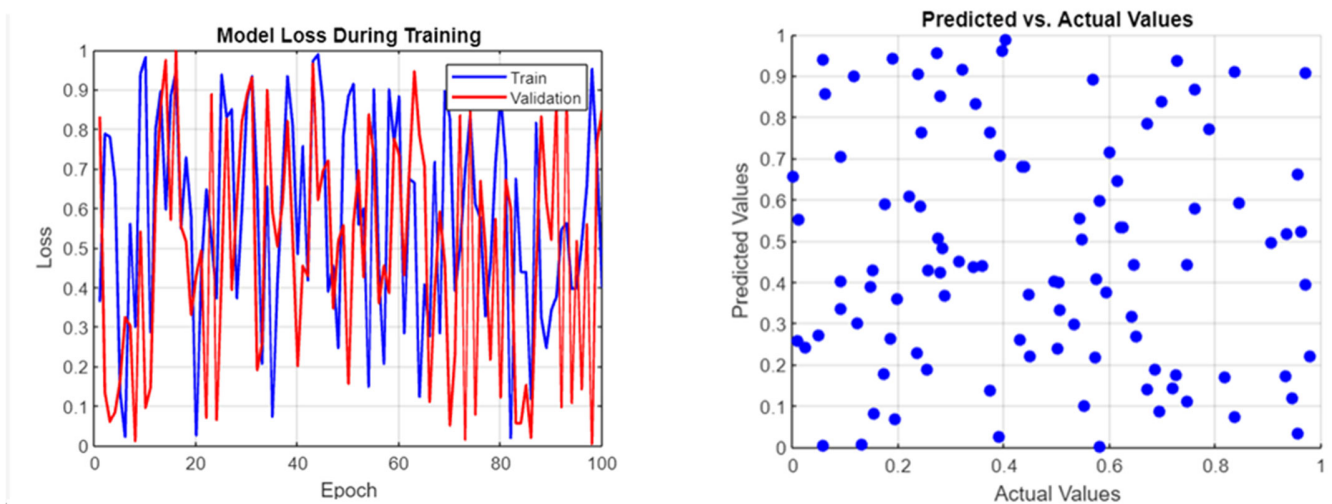 Model Loss During Training
1
0.9
0.8
0.7
0.6
0.5
0.4
0.3
0.2
0.1
0
Loss
Train
Validation
0 20 40 60 80 100
Epoch
Predicted vs. Actual Values
1
0.9
0.8
0.7
0.6
0.5
0.4
0.3
0.2
0.1
0
Predicted Values
0 0.2 0.4 0.6 0.8 1
Actual Values